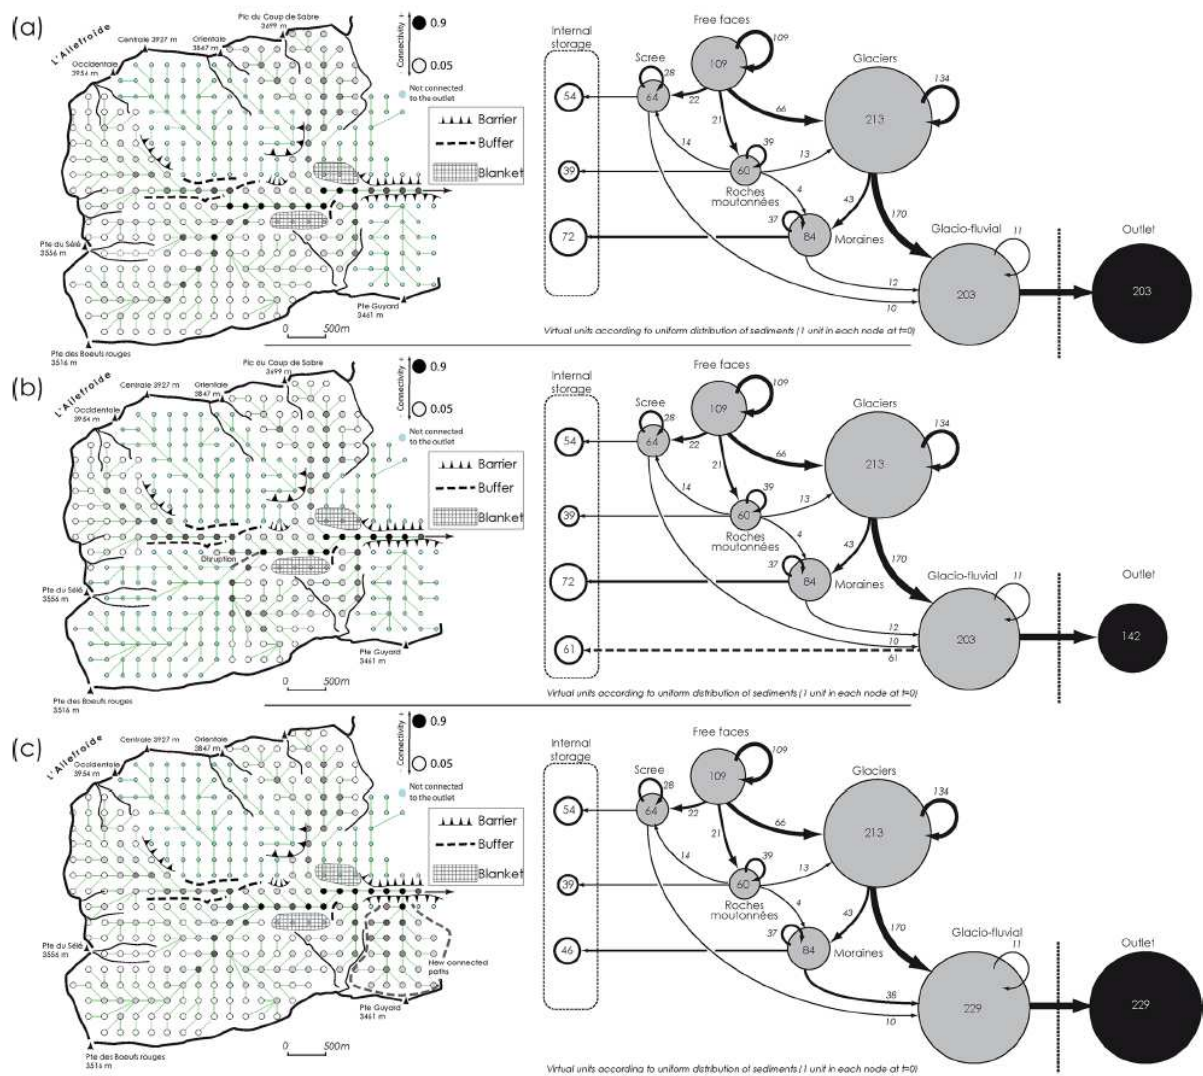 (a)
L'Ailefroide
Occidentale
3954 m
Centrale 3927 m
Orientale
3847 m
Pic du Coup de Sabre
3699 m
- Connectivity +
0.9
0.05
Not connected
to the outlet
Barrier
Buffer
Blanket
Pte du Sélé
3556 m
Pte Guyard
3461 m
Pte des Boeufs rouges
3516 m
0 500m
Internal
storage
54
39
72
Free faces
109
109
Scree
28
64
22
21
66
Glaciers
134
213
14
39
60
13
Roches
moutonnées
4
37
84
Moraines
43
170
Glacio-fluvial
11
203
12
10
Outlet
203
Virtual units according to uniform distribution of sediments (1 unit in each node at t=0)
(b)
L'Ailefroide
Occidentale
3954 m
Centrale 3927 m
Orientale
3847 m
Pic du Coup de Sabre
3699 m
- Connectivity +
0.9
0.05
Not connected
to the outlet
Barrier
Buffer
Blanket
Disruption
Pte du Sélé
3556 m
Pte Guyard
3461 m
Pte des Boeufs rouges
3516 m
0 500m
Internal
storage
54
39
72
61
Free faces
109
109
Scree
28
64
22
21
66
Glaciers
134
213
14
39
60
13
Roches
moutonnées
4
37
84
Moraines
43
170
Glacio-fluvial
11
203
12
10
61
Outlet
142
Virtual units according to uniform distribution of sediments (1 unit in each node at t=0)
(c)
L'Ailefroide
Occidentale
3954 m
Centrale 3927 m
Orientale
3847 m
- Connectivity +
0.9
0.05
Not connected
to the outlet
Barrier
Buffer
Blanket
New connected
paths
Pte du Sélé
3556 m
Pte Guyard
3461 m
Pte des Boeufs rouges
3516 m
0 500m
Internal
storage
54
39
46
Free faces
109
109
Scree
28
64
22
21
66
Glaciers
134
213
14
39
60
13
Roches
moutonnées
4
37
84
Moraines
43
170
Glacio-fluvial
11
229
38
10
Outlet
229
Virtual units according to uniform distribution of sediments (1 unit in each node at t=0)